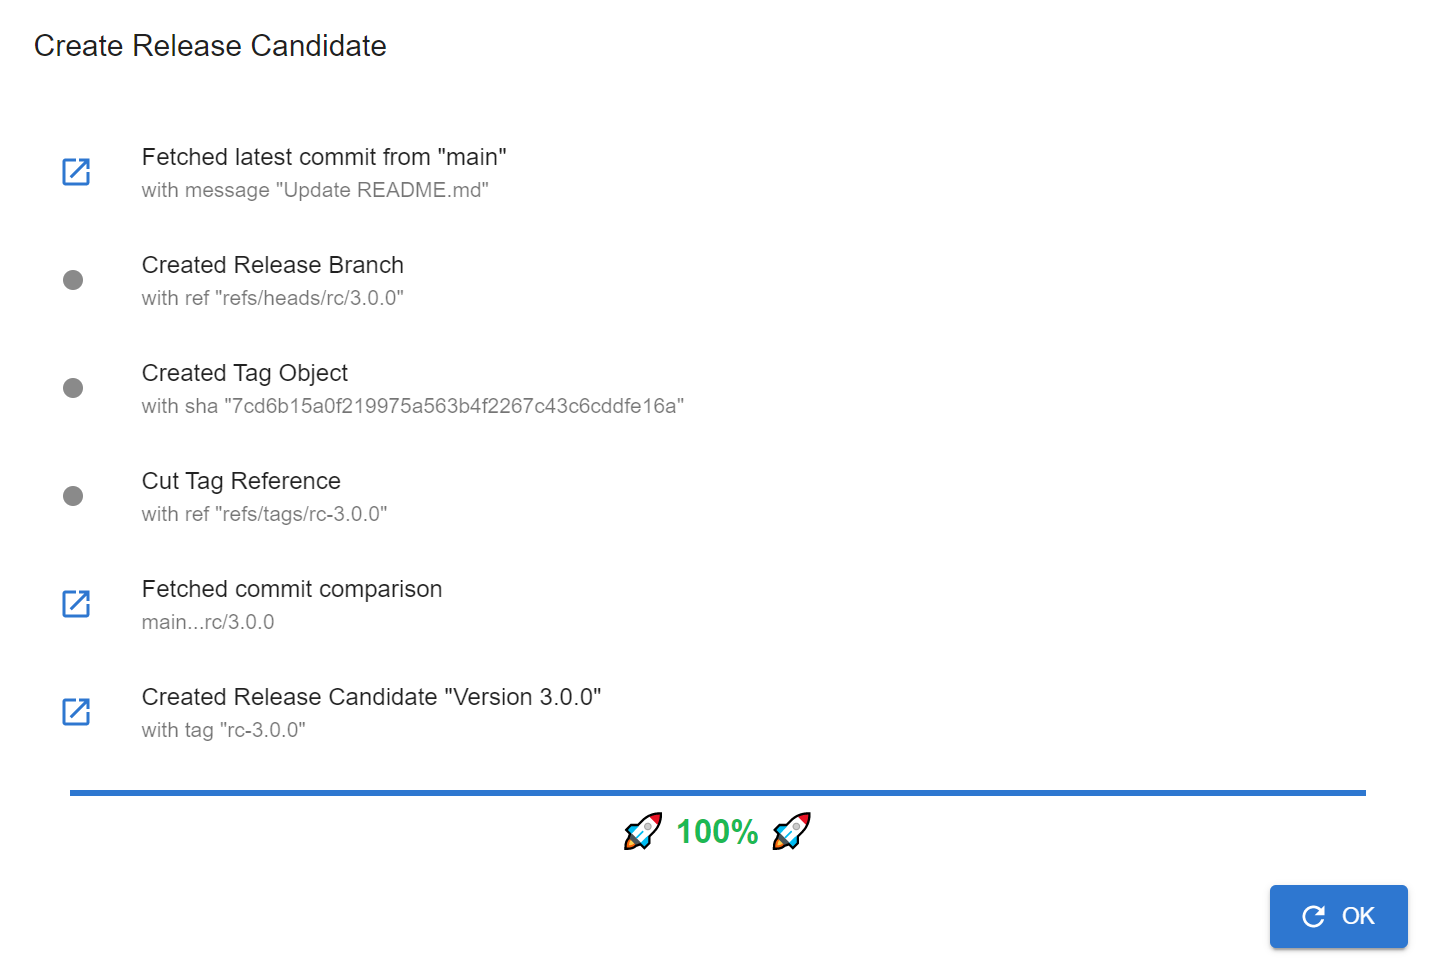 Create Release Candidate
Fetched latest commit from "main"
with message "Update README.md"
Created Release Branch
with ref "refs/heads/rc/3.0.0"
Created Tag Object
with sha "7cd6b15a0f219975a563b4f2267c43c6cddfe16a"
Cut Tag Reference
with ref "refs/tags/rc-3.0.0"
Fetched commit comparison
main...rc/3.0.0
Created Release Candidate "Version 3.0.0"
with tag "rc-3.0.0"
🚀 100% 🚀
OK